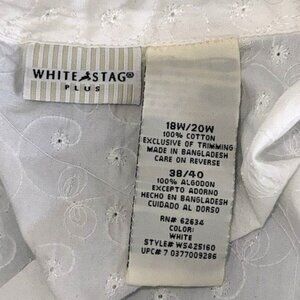 WHITE STAG®
PLUS
18W/20W
100% COTTON
EXCLUSIVE OF TRIMMING
MADE IN BANGLADESH
CARE ON REVERSE
38/40
100% ALGODON
EXCEPTO ADORNO
HECHO EN BANGLADESH
CUIDADO AL DORSO
RN# 62634
COLOR:
WHITE
STYLE# WS425160
UPC# 7 0377009286